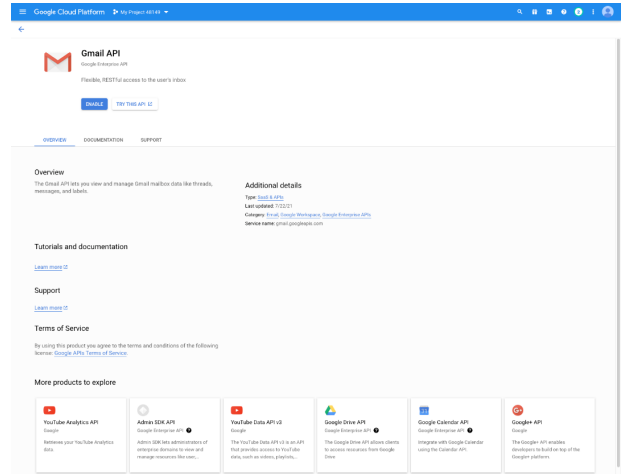 Google Cloud Platform
My Project 48149
Gmail API
Google Enterprise API
Flexible, RESTful access to the user's inbox
ENABLE
TRY THIS API
OVERVIEW
DOCUMENTATION
SUPPORT
Overview
The Gmail API lets you view and manage Gmail mailbox data like threads,
messages, and labels.
Additional details
Type: SaaS & APIs
Last updated: 7/22/21
Category: Email, Google Workspace, Google Enterprise APIs
Service name: gmail.googleapis.com
Tutorials and documentation
Learn more
Support
Learn more
Terms of Service
By using this product you agree to the terms and conditions of the following
license: Google APIs Terms of Service.
More products to explore
YouTube Analytics API
Google
Retrieves your YouTube Analytics
data.
Admin SDK API
Google Enterprise API
Admin SDK lets administrators of
enterprise domains to view and
manage resources like user,...
YouTube Data API v3
Google
The YouTube Data API v3 is an API
that provides access to YouTube
data, such as videos, playlists,...
Google Drive API
Google Enterprise API
The Google Drive API allows clients
to access resources from Google
Drive
Google Calendar API
Google Enterprise API
Integrate with Google Calendar
using the Calendar API.
Google+ API
Google
The Google+ API enables
developers to build on top of the
Google+ platform.